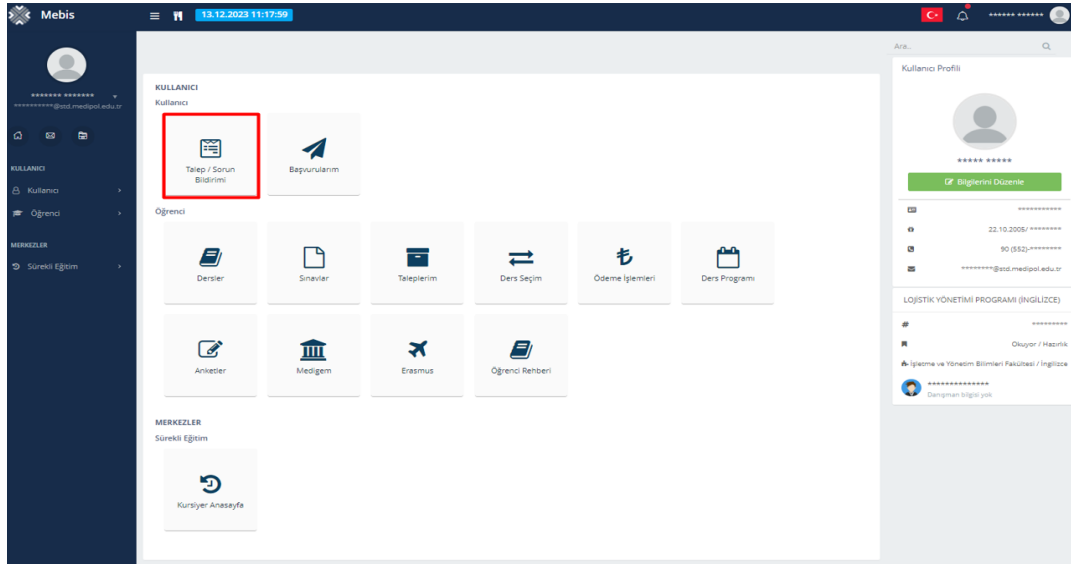 Mebis
13.12.2023 11:17:59
****** ******
******* *******
**********@std.medipol.edu.tr
KULLANICI
Kullanıcı
Öğrenci
MERKEZLER
Sürekli Eğitim
KULLANICI
Kullanıcı
Talep / Sorun
Bildirimi
Başvurularım
Öğrenci
Dersler
Sınavlar
Taleplerim
Ders Seçim
Ödeme İşlemleri
Ders Programı
Anketler
Medigem
Erasmus
Öğrenci Rehberi
MERKEZLER
Sürekli Eğitim
Kursiyer Anasayfa
Ara..
Kullanıcı Profili
***** *****
Bilgilerini Düzenle
***********
22.10.2005/ ********
90 (552)-********
********@std.medipol.edu.tr
LOJİSTİK YÖNETİMİ PROGRAMI (İNGİLİZCE)
#
*********
Okuyor / Hazırlık
İşletme ve Yönetim Bilimleri Fakültesi / İngilizce
**************
Danışman bilgisi yok